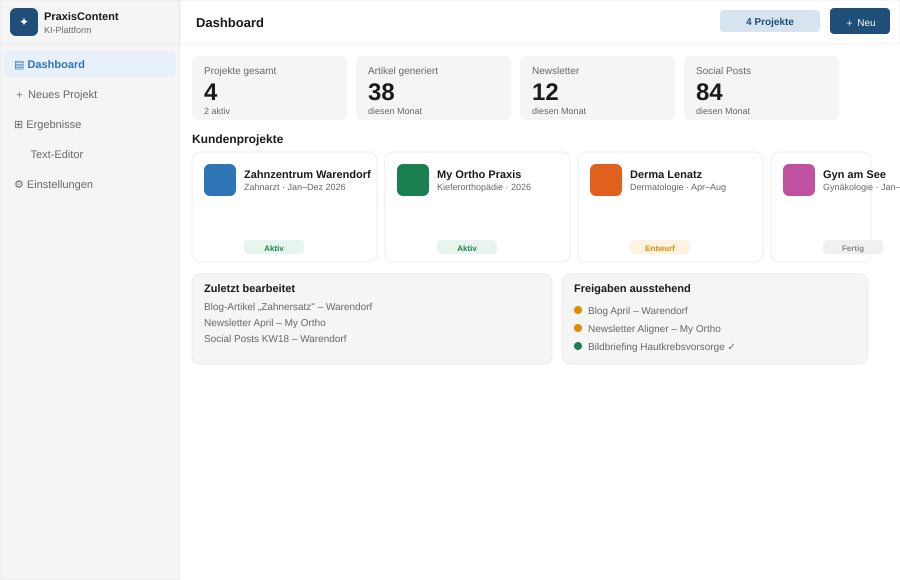 PraxisContent
KI-Plattform
Dashboard
Neues Projekt
Ergebnisse
Text-Editor
Einstellungen
Dashboard
4 Projekte
+ Neu
Projekte gesamt
4
2 aktiv
Artikel generiert
38
diesen Monat
Newsletter
12
diesen Monat
Social Posts
84
diesen Monat
Kundenprojekte
Zahnzentrum Warendorf
Zahnarzt · Jan–Dez 2026
Aktiv
My Ortho Praxis
Kieferorthopädie · 2026
Aktiv
Derma Lenatz
Dermatologie · Apr–Aug
Entwurf
Gyn am See
Gynäkologie · Jan–
Fertig
Zuletzt bearbeitet
Blog-Artikel „Zahnersatz" – Warendorf
Newsletter April – My Ortho
Social Posts KW18 – Warendorf
Freigaben ausstehend
Blog April – Warendorf
Newsletter Aligner – My Ortho
Bildbriefing Hautkrebsvorsorge ✓